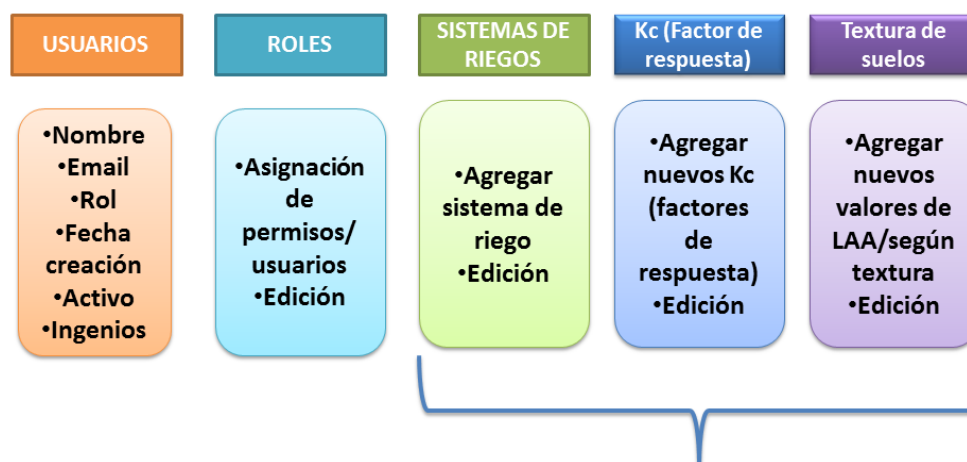 USUARIOS
•Nombre
•Email
•Rol
•Fecha
creación
•Activo
•Ingenios
ROLES
•Asignación
de
permisos/
usuarios
•Edición
SISTEMAS DE
RIEGOS
•Agregar
sistema de
riego
•Edición
Kc (Factor de
respuesta)
•Agregar
nuevos Kc
(factores
de
respuesta)
•Edición
Textura de
suelos
•Agregar
nuevos
valores de
LAA/según
textura
•Edición